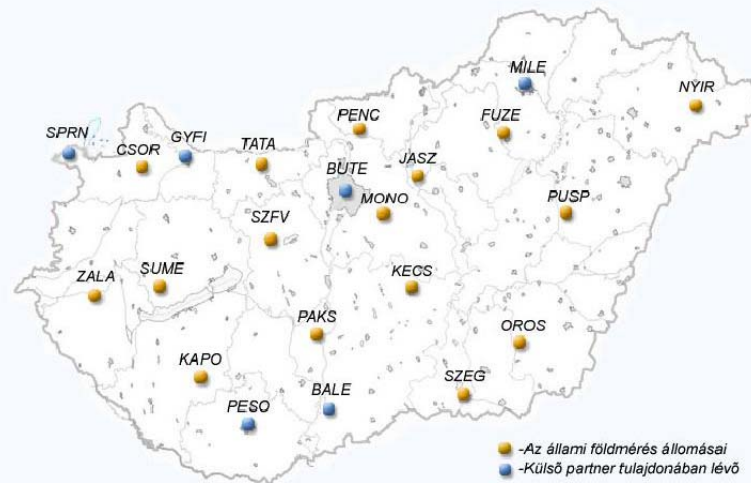 MILE
NYIR
PENC
FUZE
SPRN
CSOR
GYFI
TATA
BUTE
JASZ
MONO
PUSP
SZFV
ZALA
SUME
KECS
PAKS
OROS
KAPO
SZEG
PESO
BALE
-Az állami földmérés állomásai
-Külső partner tulajdonában lévő